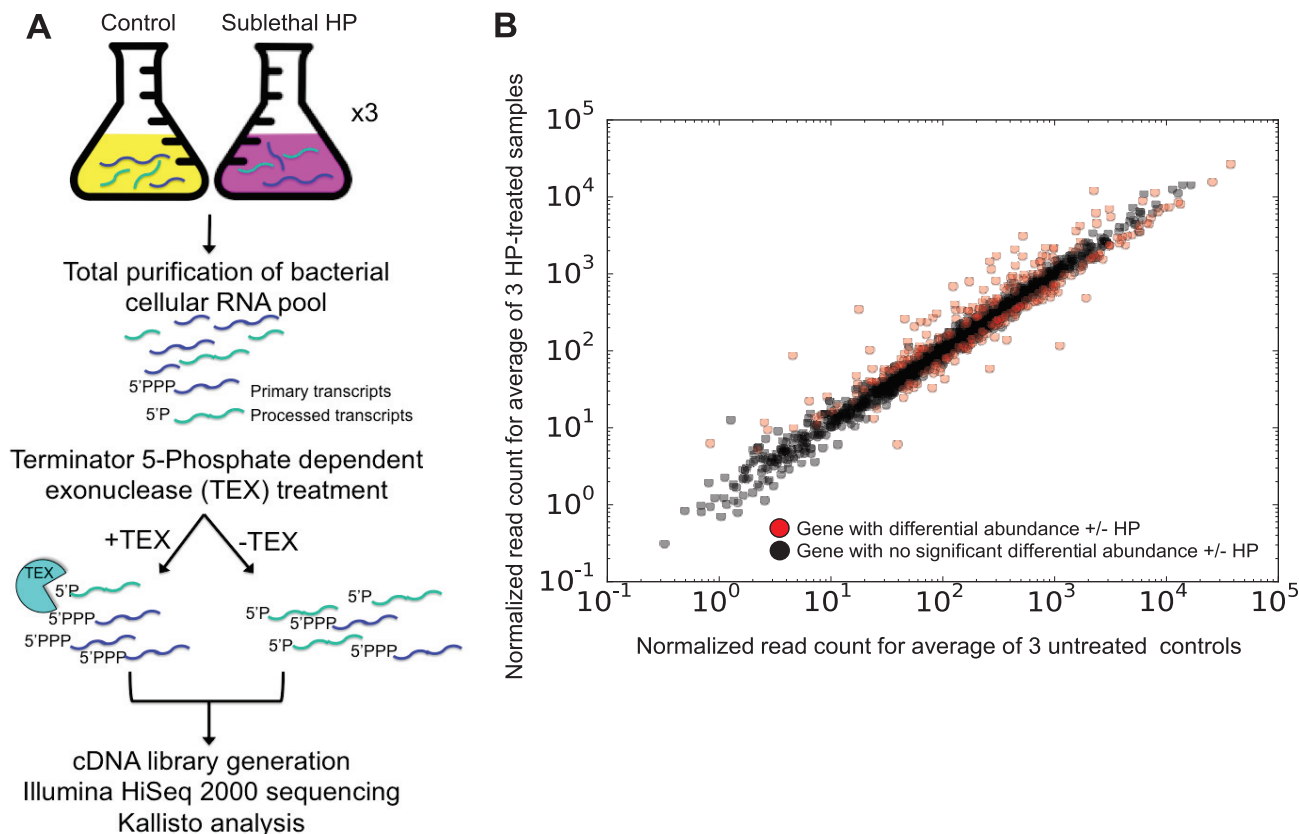 A
Control
Sublethal HP
x3
Total purification of bacterial
cellular RNA pool
5'PPP
Primary transcripts
5'P
Processed transcripts
Terminator 5-Phosphate dependent
exonuclease (TEX) treatment
+TEX
-TEX
TEX
5'P
5'PPP
5'PPP
5'PPP
5'P
5'P
5'PPP
5'P
5'PPP
cDNA library generation
Illumina HiSeq 2000 sequencing
Kallisto analysis
B
Normalized read count for average of 3 HP-treated samples
10^5
10^4
10^3
10^2
10^1
10^0
10^-1
Gene with differential abundance +/- HP
Gene with no significant differential abundance +/- HP
10^-1
10^0
10^1
10^2
10^3
10^4
10^5
Normalized read count for average of 3 untreated controls